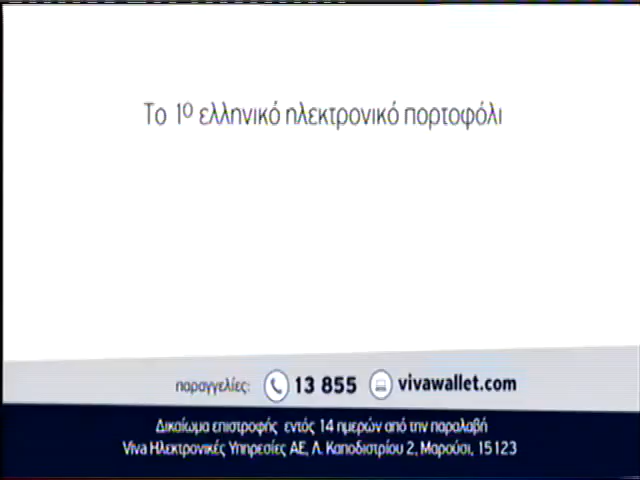 Το 1º ελληνικό ηλεκτρονικό πορτοφόλι
παραγγελίες: 13 855 vivawallet.com
Δικαίωμα επιστροφής εντός 14 ημερών από την παραλαβή
Viva Ηλεκτρονικές Υπηρεσίες ΑΕ, Λ. Καποδιστρίου 2, Μαρούσι, 15123